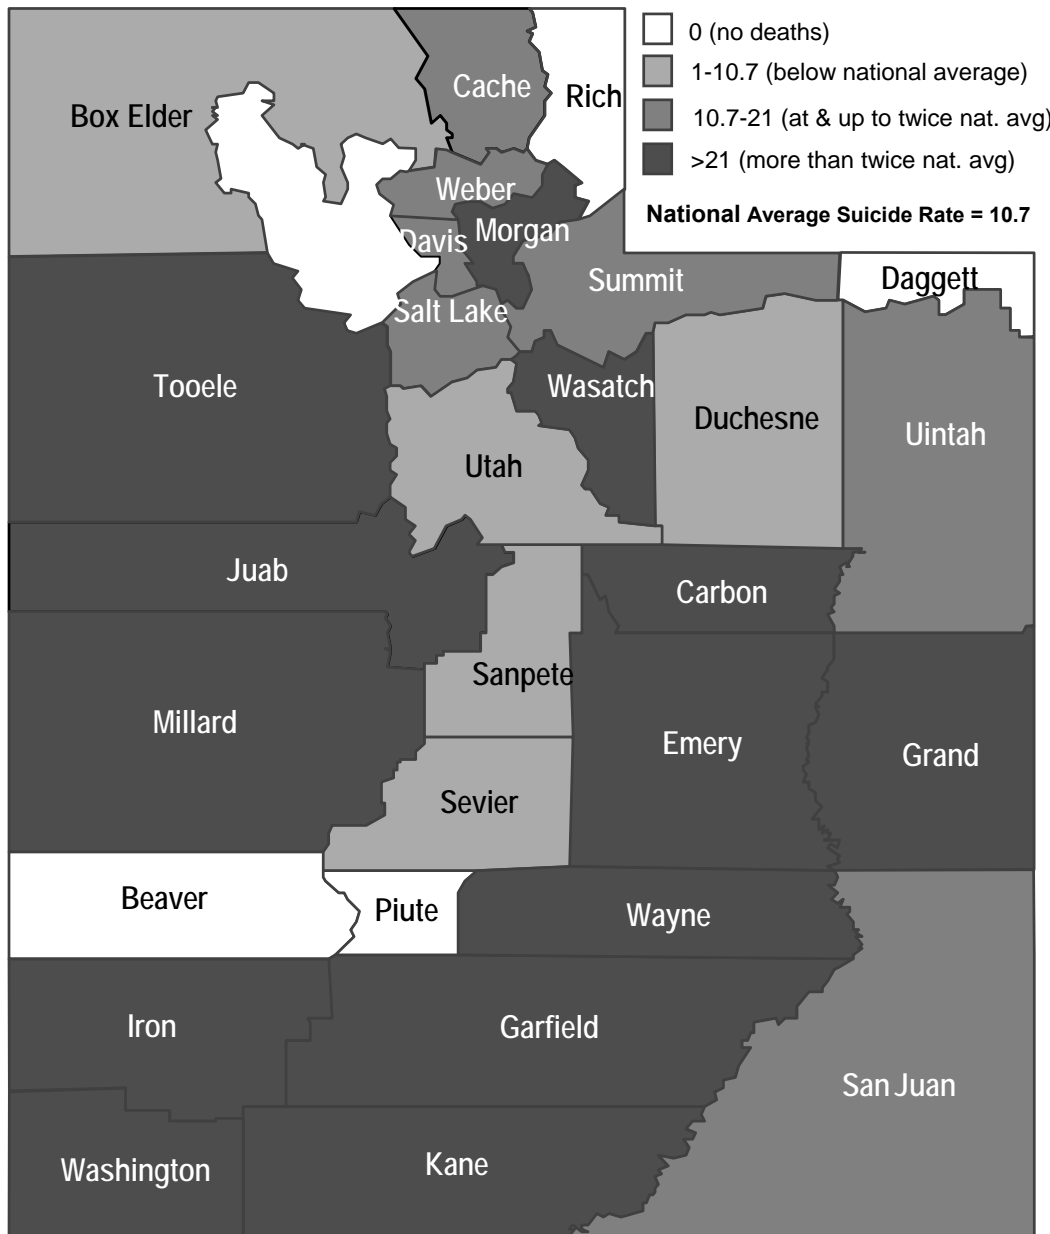 0 (no deaths)
1-10.7 (below national average)
10.7-21 (at & up to twice nat. avg)
>21 (more than twice nat. avg)
National Average Suicide Rate = 10.7
Cache
Rich
Box Elder
Weber
Morgan
Davis
Summit
Daggett
Salt Lake
Tooele
Wasatch
Duchesne
Uintah
Utah
Juab
Carbon
Sanpete
Millard
Emery
Grand
Sevier
Beaver
Piute
Wayne
Iron
Garfield
San Juan
Washington
Kane